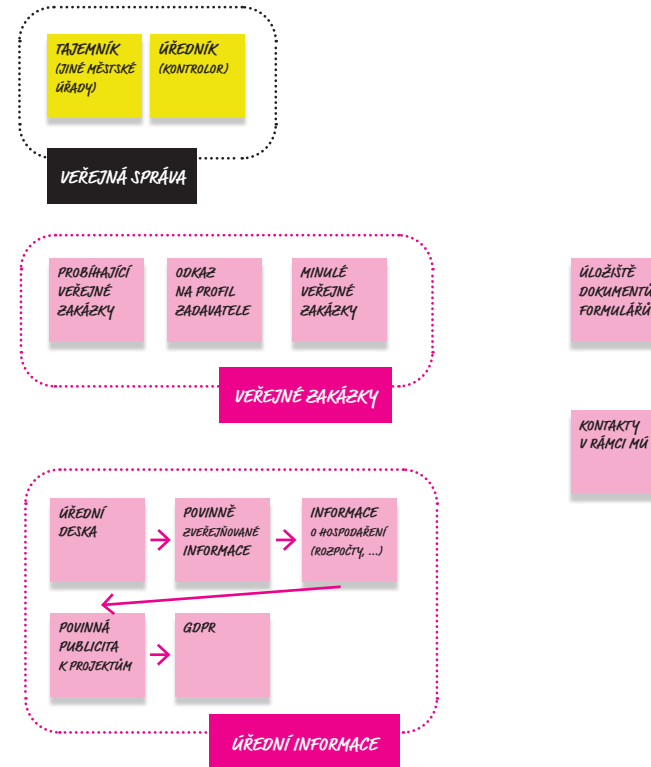 TAJEMNÍK
(JINÉ MĚSTSKÉ
ÚŘADY)
ÚŘEDNÍK
(KONTROLOR)
VEŘEJNÁ SPRÁVA
PROBÍHAJÍCÍ
VEŘEJNÉ
ZAKÁZKY
ODKAZ
NA PROFIL
ZADAVATELE
MINULÉ
VEŘEJNÉ
ZAKÁZKY
VEŘEJNÉ ZAKÁZKY
ÚLOŽIŠTĚ
DOKUMENTŮ
FORMULÁŘŮ
KONTAKTY
V RÁMCI MÚ
ÚŘEDNÍ
DESKA
POVINNĚ
ZVEŘEJŇOVANÉ
INFORMACE
INFORMACE
O HOSPODAŘENÍ
(ROZPOČTY, ...)
POVINNÁ
PUBLICITA
K PROJEKTŮM
GDPR
ÚŘEDNÍ INFORMACE